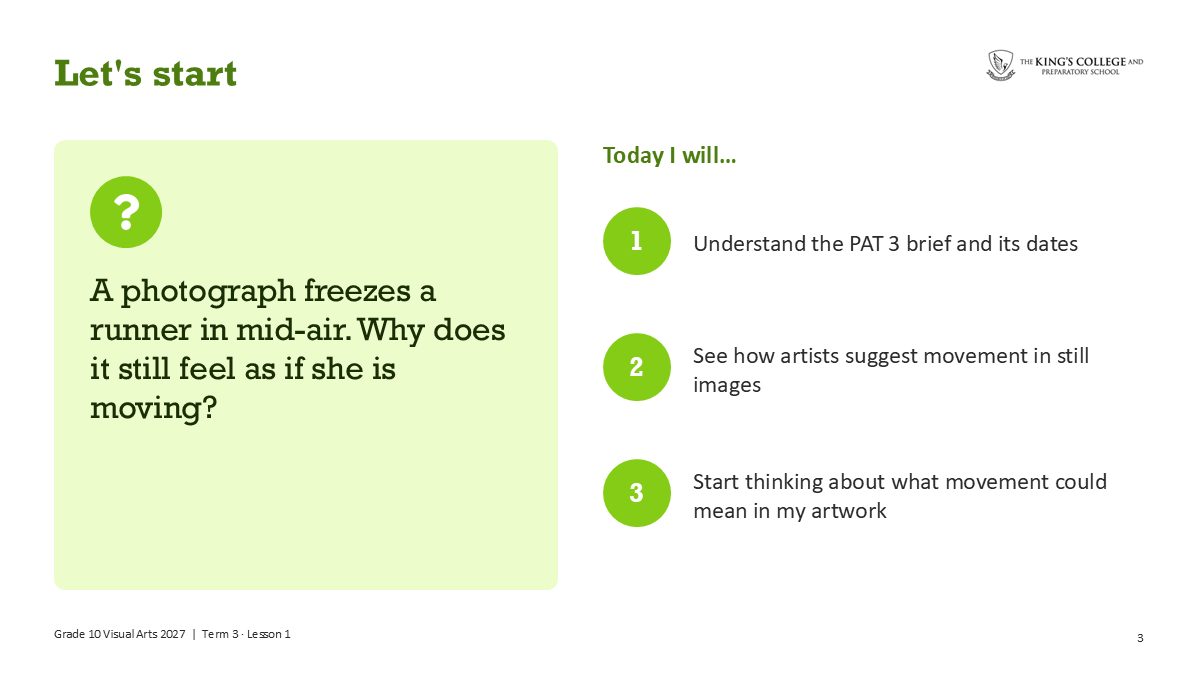 Let's start
THE KING'S COLLEGE AND
PREPARATORY SCHOOL
?
A photograph freezes a
runner in mid-air. Why does
it still feel as if she is
moving?
Today I will...
1
Understand the PAT 3 brief and its dates
2
See how artists suggest movement in still
images
3
Start thinking about what movement could
mean in my artwork
Grade 10 Visual Arts 2027 | Term 3 · Lesson 1
3